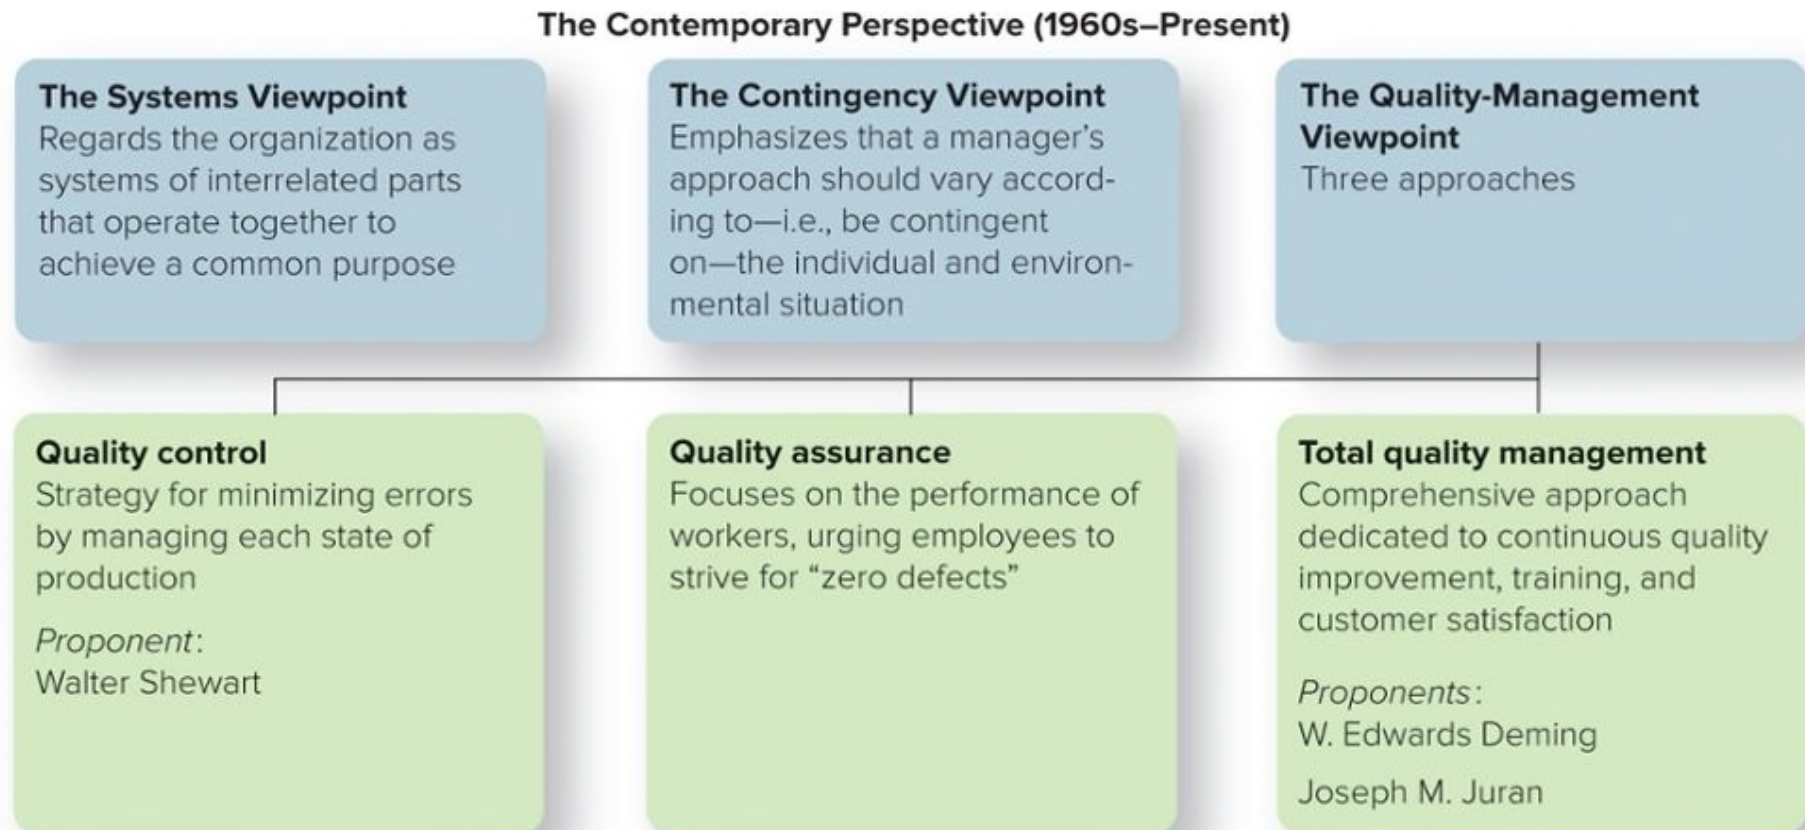 The Contemporary Perspective (1960s–Present)
The Systems Viewpoint
Regards the organization as
systems of interrelated parts
that operate together to
achieve a common purpose
The Contingency Viewpoint
Emphasizes that a manager’s
approach should vary accord-
ing to—i.e., be contingent
on—the individual and environ-
mental situation
The Quality-Management
Viewpoint
Three approaches
Quality control
Strategy for minimizing errors
by managing each state of
production
Proponent:
Walter Shewart
Quality assurance
Focuses on the performance of
workers, urging employees to
strive for “zero defects”
Total quality management
Comprehensive approach
dedicated to continuous quality
improvement, training, and
customer satisfaction
Proponents:
W. Edwards Deming
Joseph M. Juran